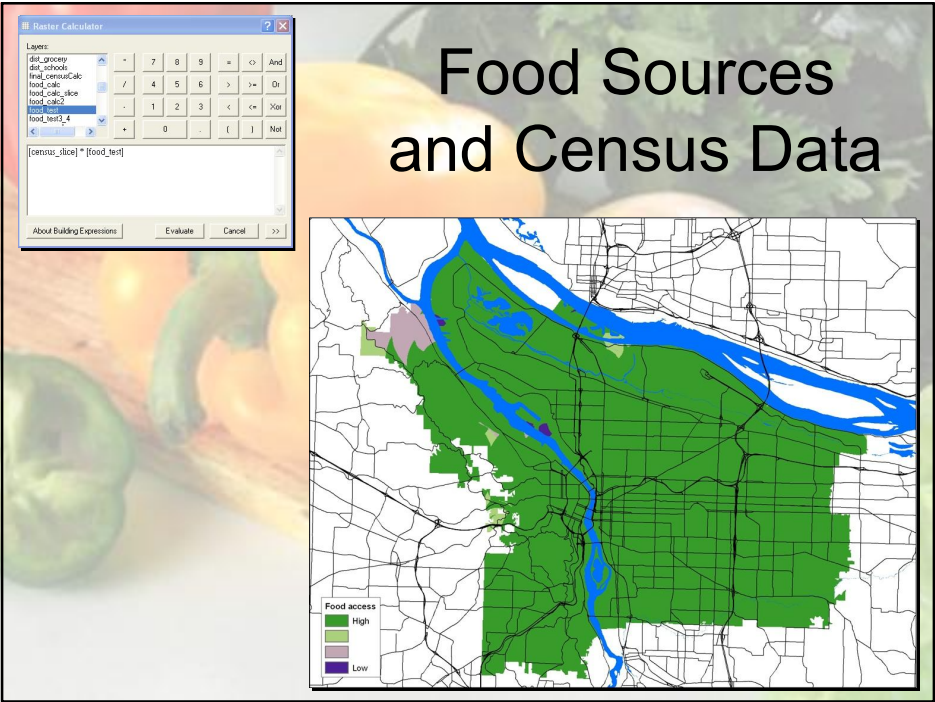 Raster Calculator
Layers:
dist_grocery
dist_schools
final_censusCalc
food_calc
food_calc_slice
food_calc2
food_test
food_test3_4
* 7 8 9 = <> And
/ 4 5 6 > >= Or
- 1 2 3 < <= Xor
+ 0 . ( ) Not
[census_slice] * [food_test]
About Building Expressions Evaluate Cancel >>
Food Sources
and Census Data
Food access
High
Low